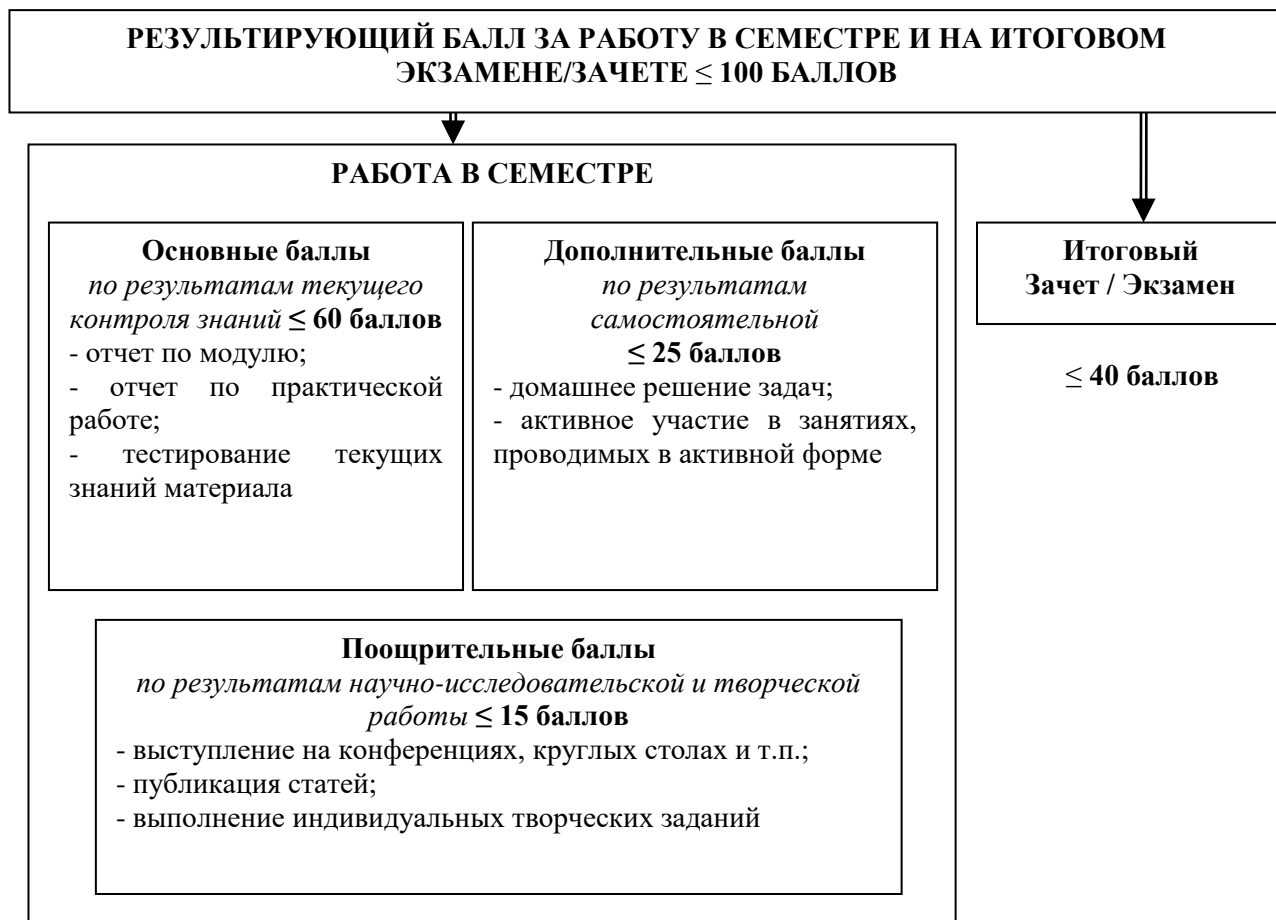 РЕЗУЛЬТИРУЮЩИЙ БАЛЛ ЗА РАБОТУ В СЕМЕСТРЕ И НА ИТОГОВОМ
ЭКЗАМЕНЕ/ЗАЧЕТЕ ≤ 100 БАЛЛОВ
РАБОТА В СЕМЕСТРЕ
Основные баллы
по результатам текущего
контроля знаний ≤ 60 баллов
- отчет по модулю;
- отчет по практической
работе;
- тестирование текущих
знаний материала
Дополнительные баллы
по результатам
самостоятельной
≤ 25 баллов
- домашнее решение задач;
- активное участие в занятиях,
проводимых в активной форме
Итоговый
Зачет / Экзамен
≤ 40 баллов
Поощрительные баллы
по результатам научно-исследовательской и творческой
работы ≤ 15 баллов
- выступление на конференциях, круглых столах и т.п.;
- публикация статей;
- выполнение индивидуальных творческих заданий